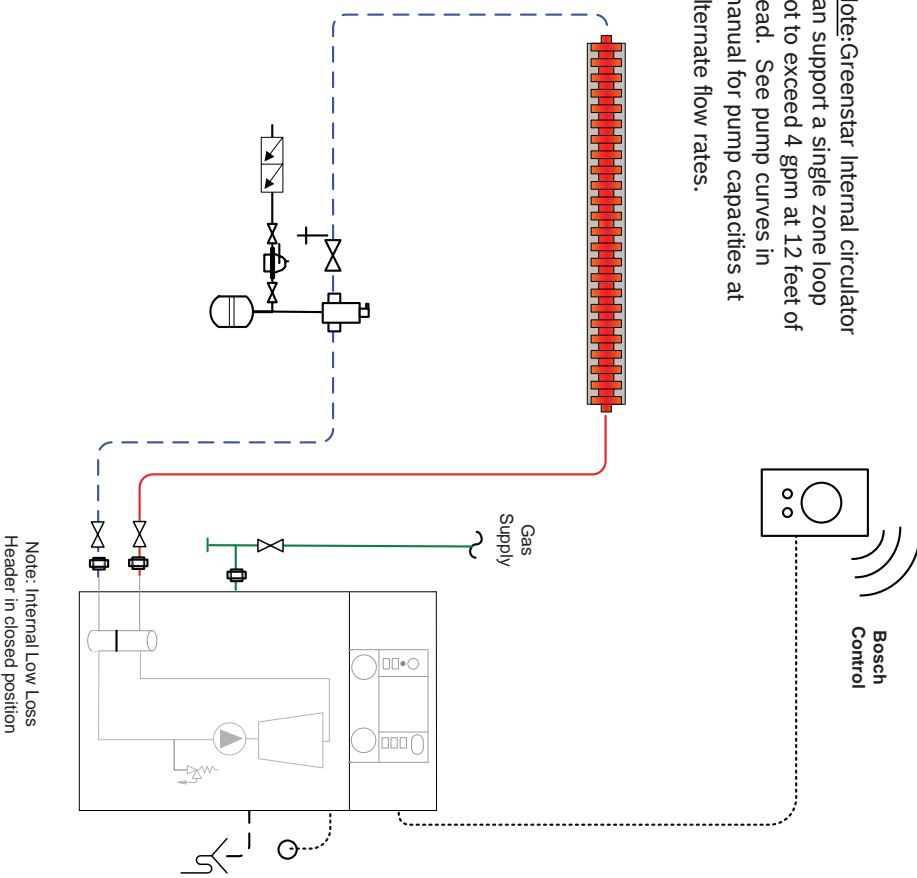 Note:Greenstar Internal circulator
an support a single zone loop
ot to exceed 4 gpm at 12 feet of
ead. See pump curves in
manual for pump capacities at
lternate flow rates.
Bosch
Control
Gas
Supply
Note: Internal Low Loss
Header in closed position